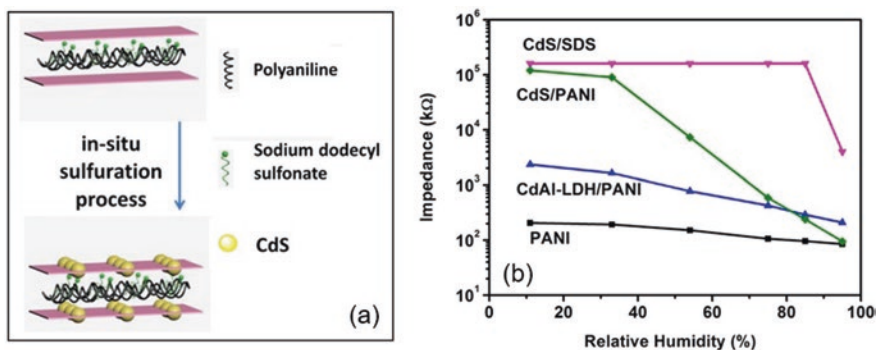 Polyaniline
in-situ
sulfuration
process
Sodium dodecyl
sulfonate
CdS
(a)
CdS/SDS
CdS/PANI
CdAl-LDH/PANI
PANI
(b)
Impedance (kΩ)
10⁶
10⁵
10⁴
10³
10²
10¹
0 20 40 60 80 100
Relative Humidity (%)